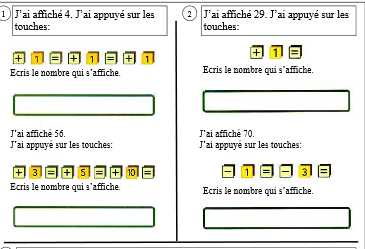 1 J'ai affiché 4. J'ai appuyé sur les
touches:
+ 1 = + 1 = + 1
Ecris le nombre qui s'affiche.
J'ai affiché 56.
J'ai appuyé sur les touches:
+ 3 = + 5 = + 10 =
Ecris le nombre qui s'affiche.
2 J'ai affiché 29. J'ai appuyé sur les
touches:
+ 1 =
Ecris le nombre qui s'affiche.
J'ai affiché 70.
J'ai appuyé sur les touches:
− 1 = − 3 =
Ecris le nombre qui s'affiche.